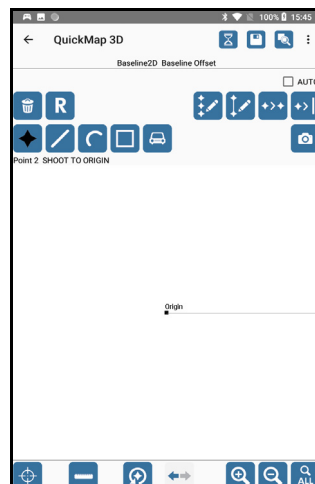 100% 15:45
QuickMap 3D
Baseline2D Baseline Offset
AUTO
R
Point 2 SHOOT TO ORIGIN
Origin
ALL